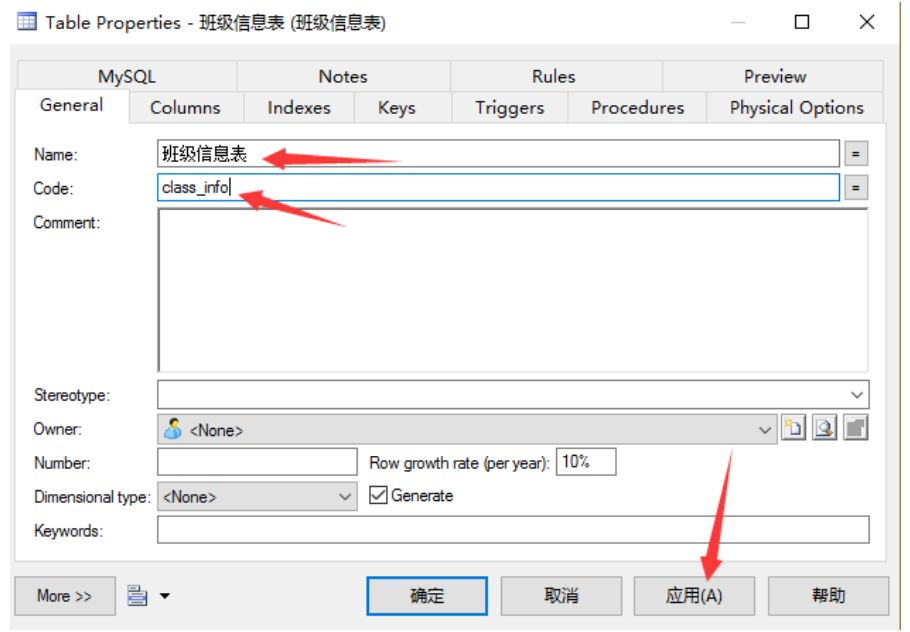 Table Properties - 班级信息表 (班级信息表)
MySQL Notes Rules Preview
General Columns Indexes Keys Triggers Procedures Physical Options
Name: 班级信息表 =
Code: class_info =
Comment:
Stereotype:
Owner: <None>
Number: Row growth rate (per year): 10%
Dimensional type: <None> Generate
Keywords:
More >> 确定 取消 应用(A) 帮助